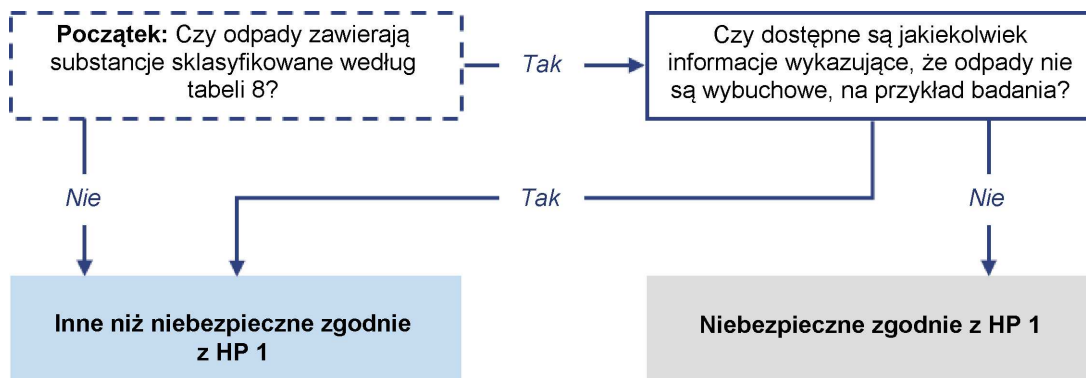 Początek: Czy odpady zawierają
substancje sklasyfikowane według
tabeli 8?
Tak
Czy dostępne są jakiekolwiek
informacje wykazujące, że odpady nie
są wybuchowe, na przykład badania?
Nie
Tak
Nie
Inne niż niebezpieczne zgodnie
z HP 1
Niebezpieczne zgodnie z HP 1